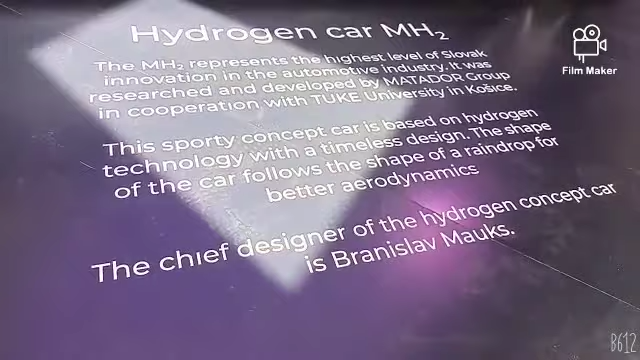 Hydrogen car MH₂
The MH₂ represents the highest level of Slovak
innovation in the automotive industry. It was
researched and developed by MATADOR Group
in cooperation with TUKE University in Košice.
This sporty concept car is based on hydrogen
technology with a timeless design. The shape
of the car follows the shape of a raindrop for
better aerodynamics
The chief designer of the hydrogen concept car
is Branislav Mauks.
Film Maker
B612